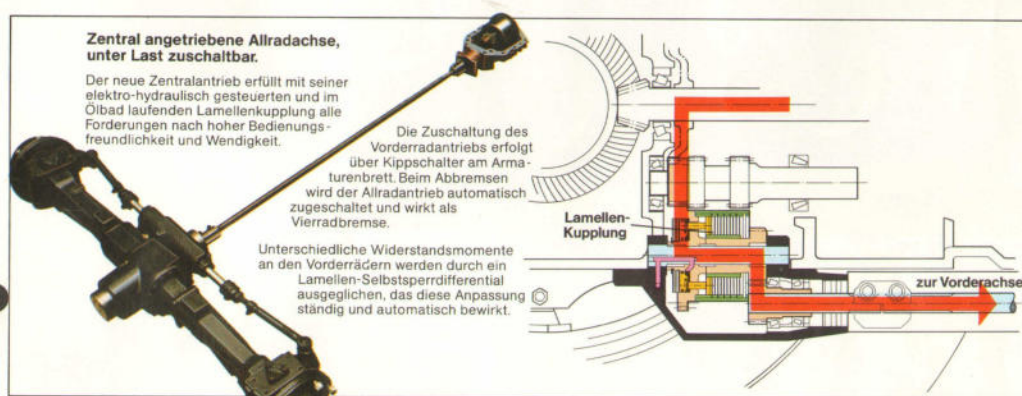 Zentral angetriebene Allradachse,
unter Last zuschaltbar.
Der neue Zentralantrieb erfüllt mit seiner
elektro-hydraulisch gesteuerten und im
Ölbad laufenden Lamellenkupplung alle
Forderungen nach hoher Bedienungs-
freundlichkeit und Wendigkeit.
Die Zuschaltung des
Vorderradantriebs erfolgt
über Kippschalter am Arma-
turenbrett. Beim Abbremsen
wird der Allradantrieb automatisch
zugeschaltet und wirkt als
Vierradbremse.
Unterschiedliche Widerstandsmomente
an den Vorderrädern werden durch ein
Lamellen-Selbstsperrdifferential
ausgeglichen, das diese Anpassung
ständig und automatisch bewirkt.
Lamellen-
Kupplung
zur Vorderachse